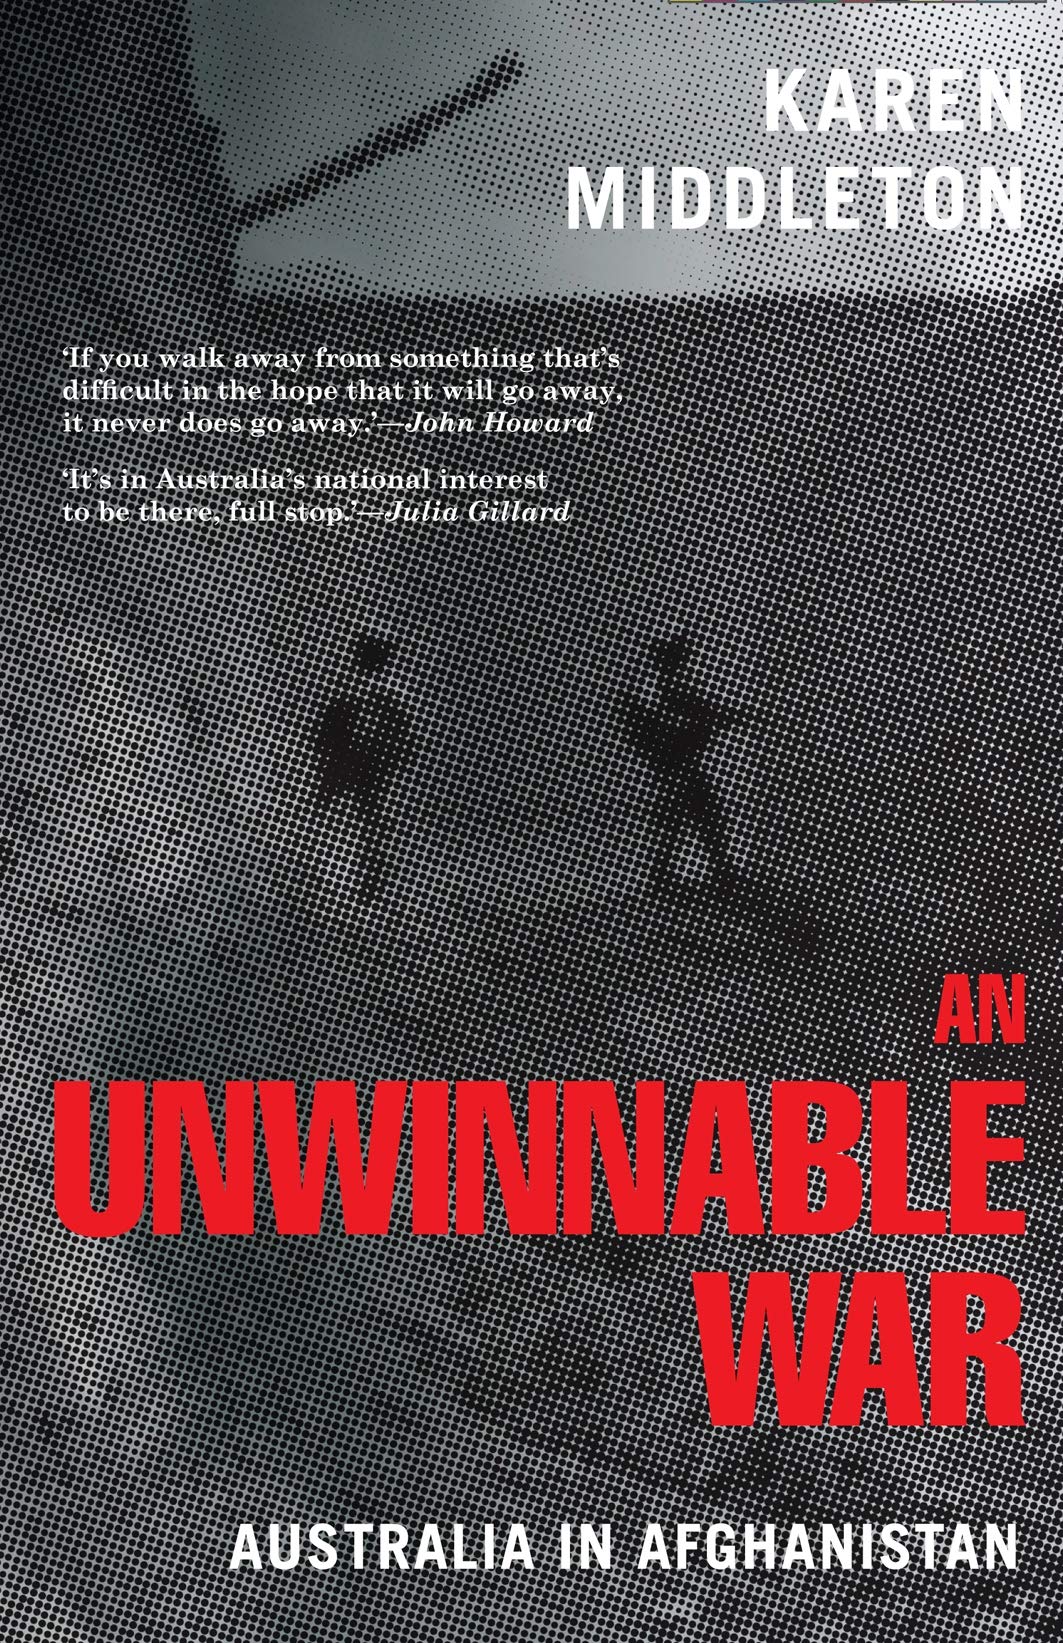 KAREN
MIDDLETON
‘If you walk away from something that’s
difficult in the hope that it will go away,
it never does go away.’—John Howard
‘It’s in Australia’s national interest
to be there, full stop.’—Julia Gillard
AN
UNWINNABLE
WAR
AUSTRALIA IN AFGHANISTAN